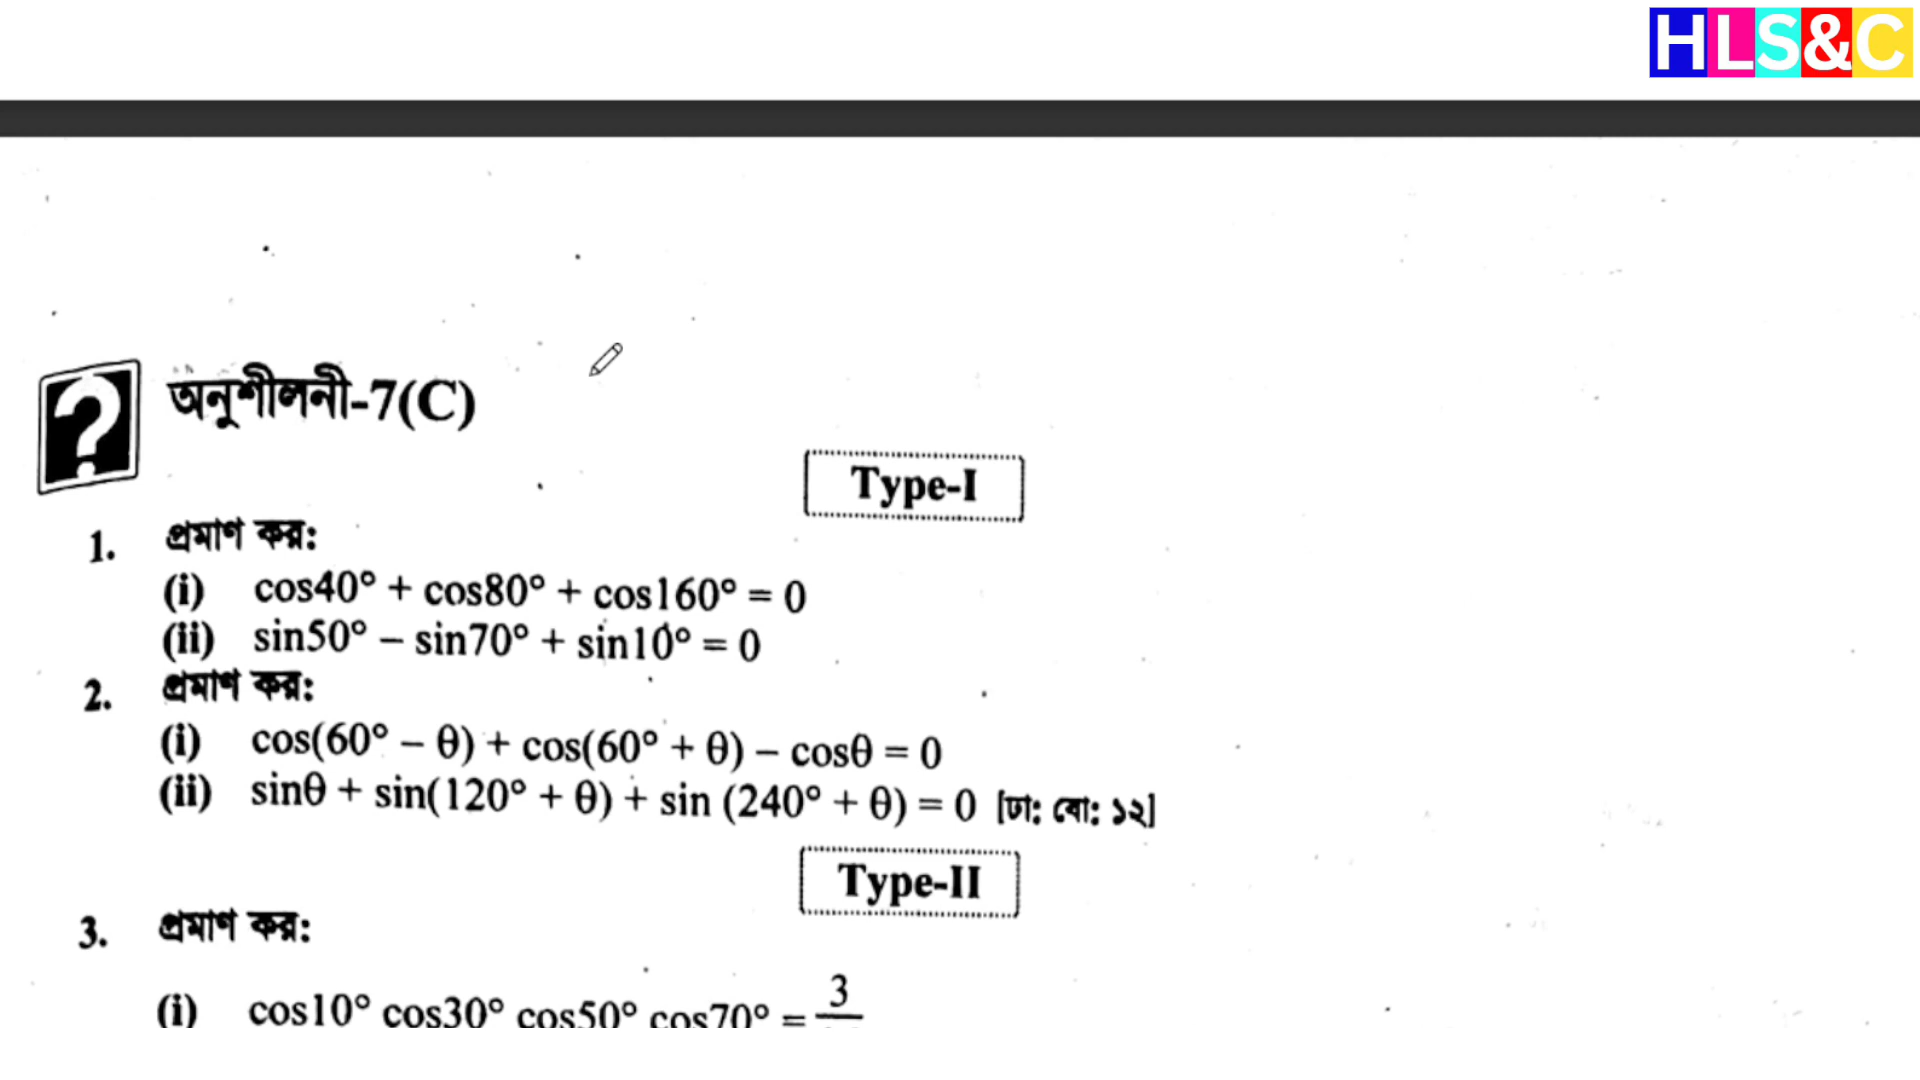 HLS&C
অনুশীলনী-7(C)
Type-I
1. প্রমাণ কর:
(i) cos40° + cos80° + cos160° = 0
(ii) sin50° – sin70° + sin10° = 0
2. প্রমাণ কর:
(i) cos(60° – θ) + cos(60° + θ) – cosθ = 0
(ii) sinθ + sin(120° + θ) + sin (240° + θ) = 0 [ঢা: বো: ১২]
Type-II
3. প্রমাণ কর:
(i) cos10° cos30° cos50° cos70° = 3